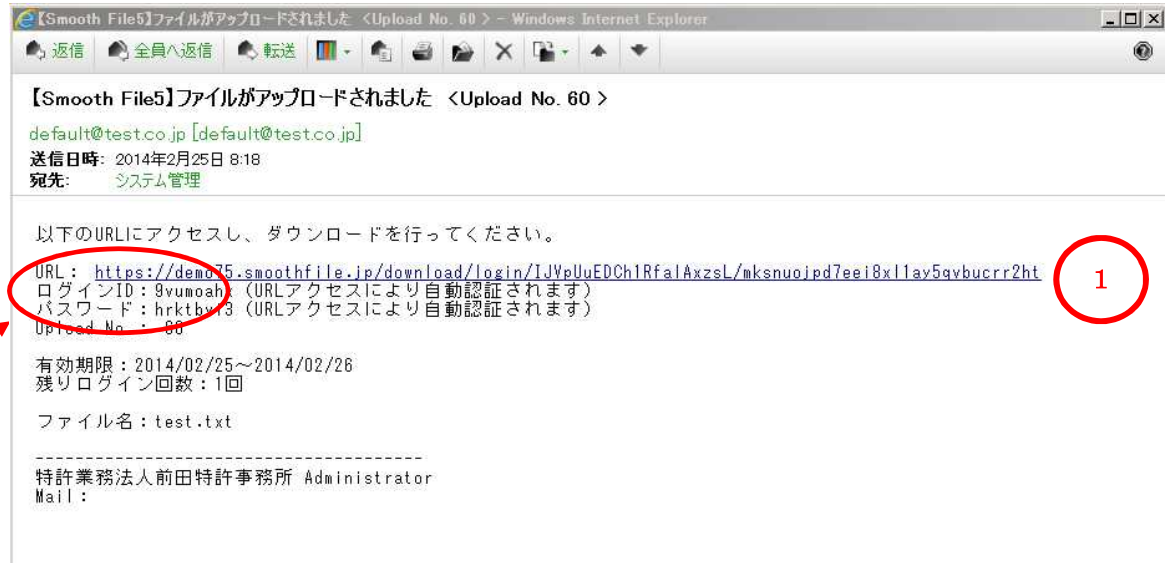 【Smooth File5】ファイルがアップロードされました <Upload No. 60 > - Windows Internet Explorer
返信 全員へ返信 転送
【Smooth File5】ファイルがアップロードされました <Upload No. 60 >
default@test.co.jp [default@test.co.jp]
送信日時: 2014年2月25日 8:18
宛先: システム管理
以下のURLにアクセスし、ダウンロードを行ってください。
URL: https://demo75.smoothfile.jp/download/login/IJVpUuEDCh1RfalAxzsL/mksnuojpd7eei8xl1ay5qvbucrr2ht
1
ログインID:9vumoahx (URLアクセスにより自動認証されます)
パスワード: (URLアクセスにより自動認証されます)
Upload No. : 60
有効期限:2014/02/25~2014/02/26
残りログイン回数:1回
ファイル名:test.txt
---------------------------------------
特許業務法人前田特許事務所 Administrator
Mail: